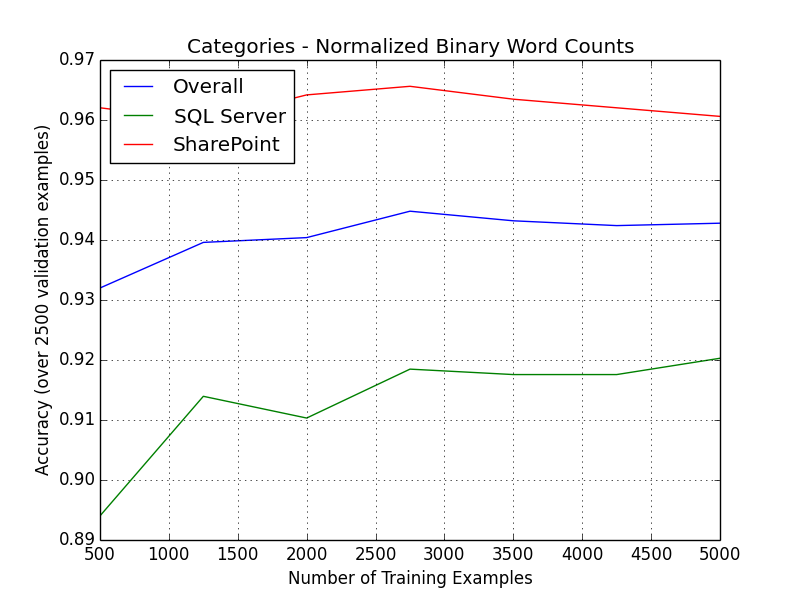 Categories - Normalized Binary Word Counts
0.97
0.96
0.95
0.94
0.93
0.92
0.91
0.90
0.89
Accuracy (over 2500 validation examples)
Overall
SQL Server
SharePoint
500 1000 1500 2000 2500 3000 3500 4000 4500 5000
Number of Training Examples